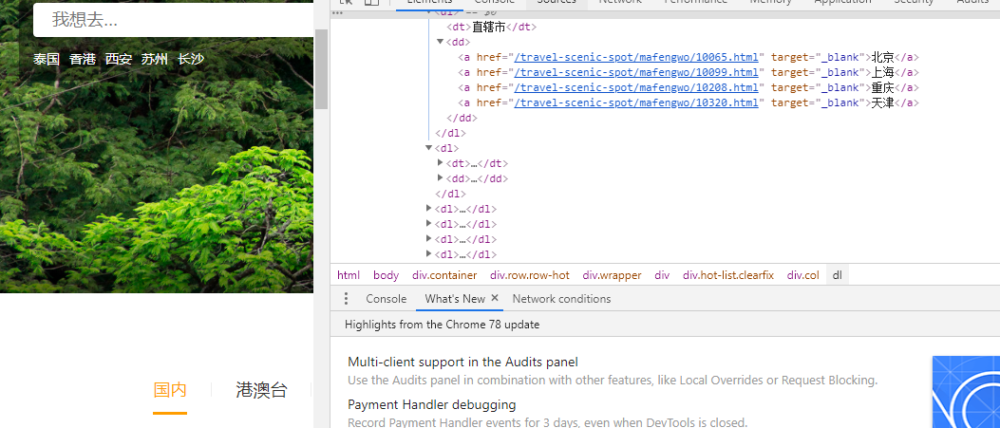 我想去...
泰国 香港 西安 苏州 长沙
国内 港澳台
Elements Console Sources Network Performance Memory Application Security Audits
<dl> == $0
<dt>直辖市</dt>
<dd>
<a href="/travel-scenic-spot/mafengwo/10065.html" target="_blank">北京</a>
<a href="/travel-scenic-spot/mafengwo/10099.html" target="_blank">上海</a>
<a href="/travel-scenic-spot/mafengwo/10208.html" target="_blank">重庆</a>
<a href="/travel-scenic-spot/mafengwo/10320.html" target="_blank">天津</a>
</dd>
</dl>
<dl>
<dt>…</dt>
<dd>…</dd>
</dl>
<dl>…</dl>
<dl>…</dl>
<dl>…</dl>
<dl>…</dl>
html body div.container div.row.row-hot div.wrapper div div.hot-list.clearfix div.col dl
Console What's New × Network conditions
Highlights from the Chrome 78 update
Multi-client support in the Audits panel
Use the Audits panel in combination with other features, like Local Overrides or Request Blocking.
Payment Handler debugging
Record Payment Handler events for 3 days, even when DevTools is closed.